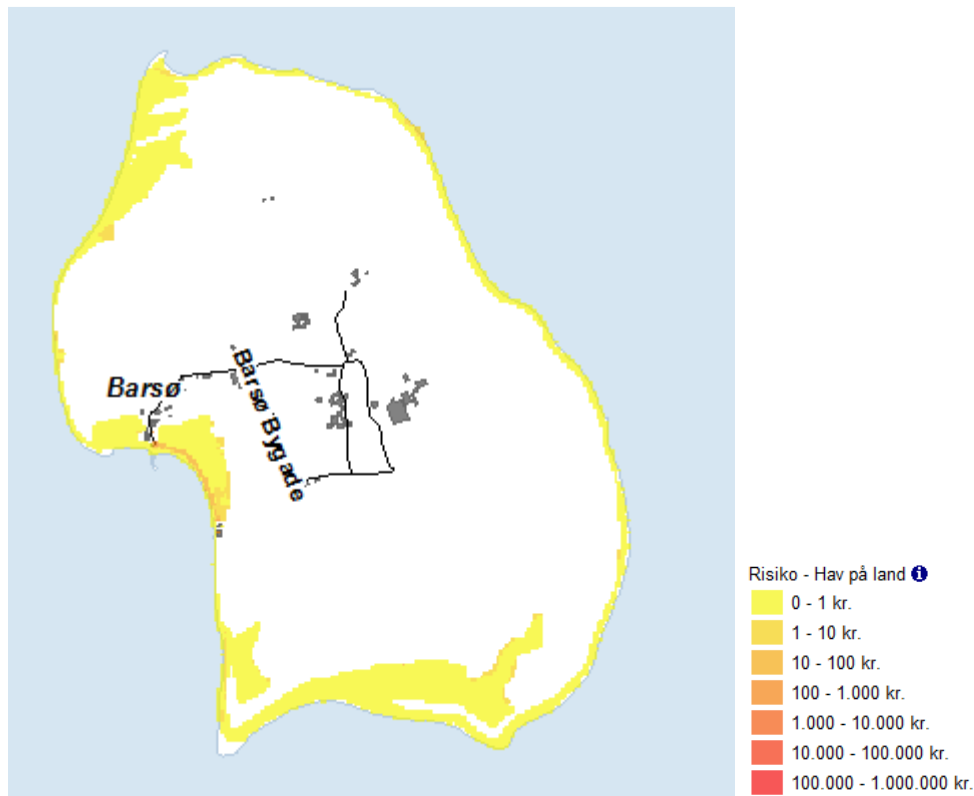 Barsø
Barsø Bygade
Risiko - Hav på land
0 - 1 kr.
1 - 10 kr.
10 - 100 kr.
100 - 1.000 kr.
1.000 - 10.000 kr.
10.000 - 100.000 kr.
100.000 - 1.000.000 kr.